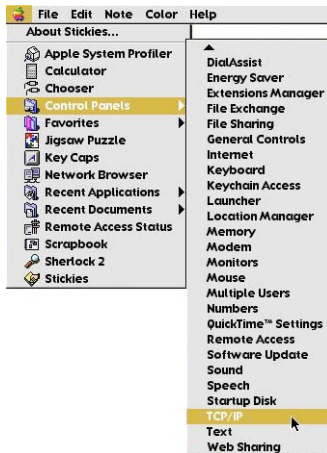 File Edit Note Color Help
About Stickies...
Apple System Profiler
Calculator
Chooser
Control Panels
Favorites
Jigsaw Puzzle
Key Caps
Network Browser
Recent Applications
Recent Documents
Remote Access Status
Scrapbook
Sherlock 2
Stickies
DialAssist
Energy Saver
Extensions Manager
File Exchange
File Sharing
General Controls
Internet
Keyboard
Keychain Access
Launcher
Location Manager
Memory
Modem
Monitors
Mouse
Multiple Users
Numbers
QuickTime™ Settings
Remote Access
Software Update
Sound
Speech
Startup Disk
TCP/IP
Text
Web Sharing